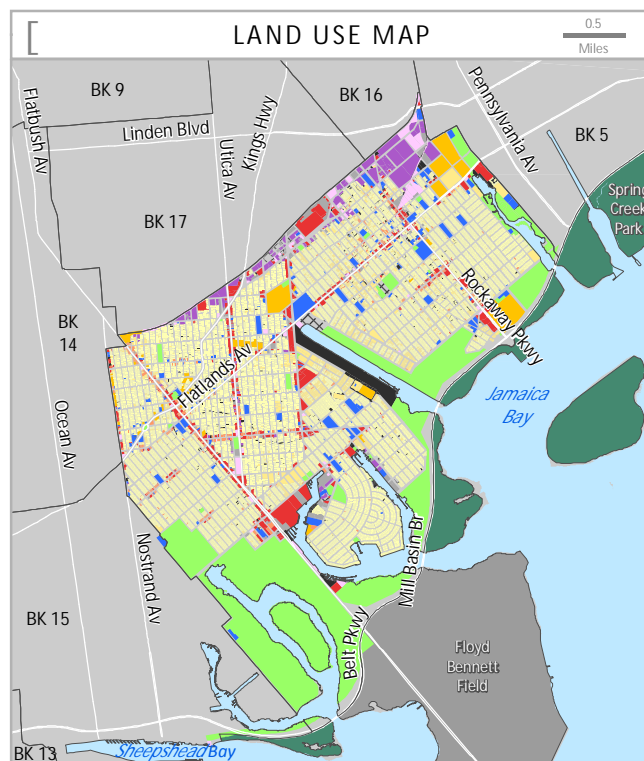 [
LAND USE MAP
0.5
Miles
BK 9
BK 16
Pennsylvania Av
Flatbush Av
Linden Blvd
Utica Av
Kings Hwy
BK 5
Spring
Creek
Park
BK 17
BK
14
Rockaway Pkwy
Flatlands Av
Jamaica
Bay
Ocean Av
Nostrand Av
Mill Basin Br
BK 15
Belt Pkwy
Floyd
Bennett
Field
BK 13
Sheepshead Bay